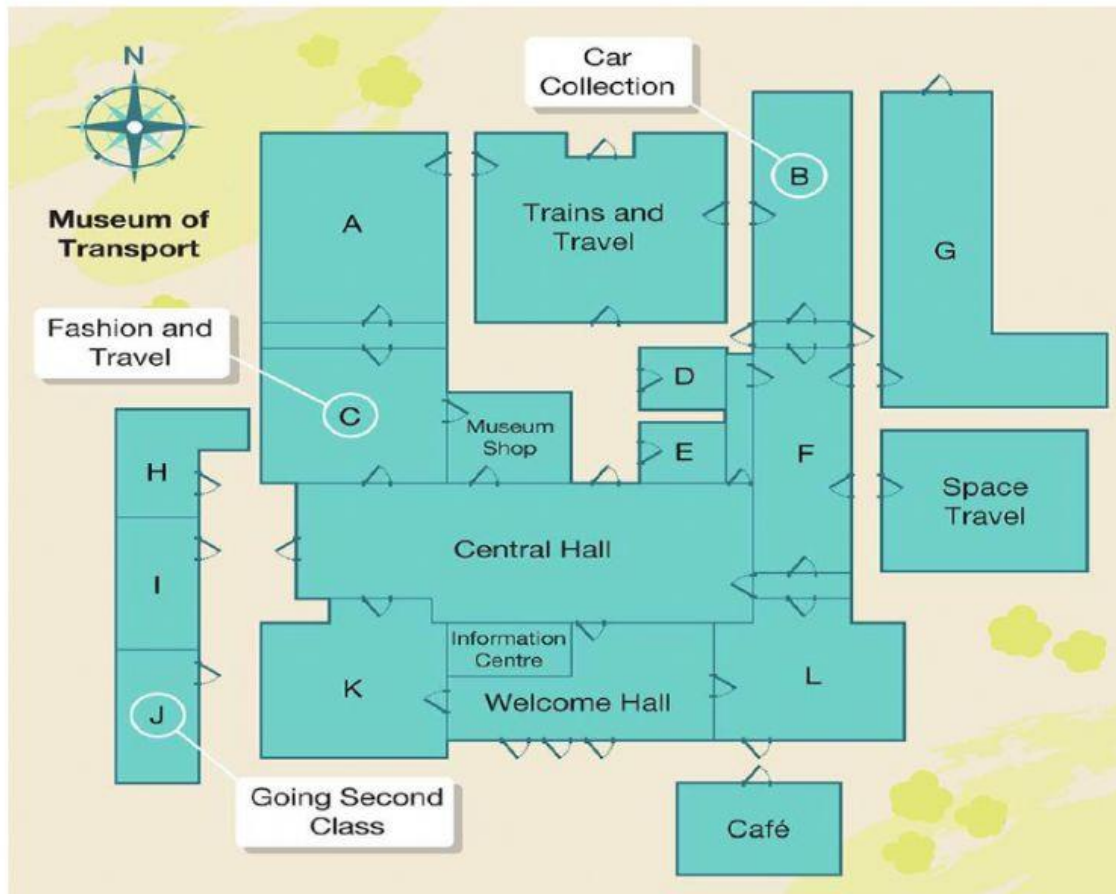 N
Museum of
Transport
Car
Collection
B
A
Trains and
Travel
G
Fashion and
Travel
C
Museum
Shop
D
E
F
Space
Travel
H
I
J
Central Hall
Information
Centre
K
Welcome Hall
L
Going Second
Class
Café